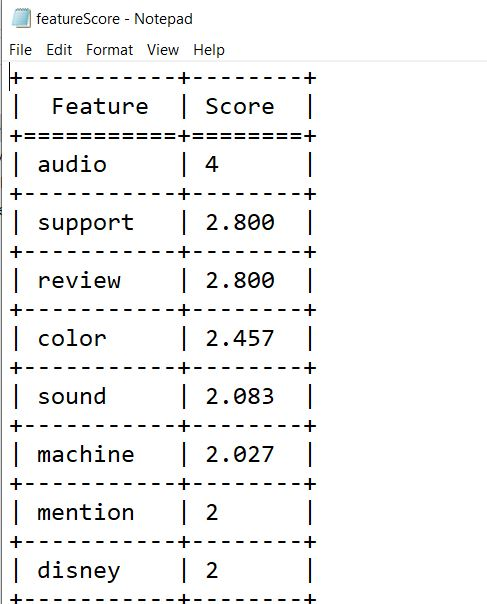 featureScore - Notepad
File Edit Format View Help
+-----------+--------+
|  Feature  | Score  |
+===========+========+
| audio     | 4      |
+-----------+--------+
| support   | 2.800  |
+-----------+--------+
| review    | 2.800  |
+-----------+--------+
| color     | 2.457  |
+-----------+--------+
| sound     | 2.083  |
+-----------+--------+
| machine   | 2.027  |
+-----------+--------+
| mention   | 2      |
+-----------+--------+
| disney    | 2      |
+-----------+--------+